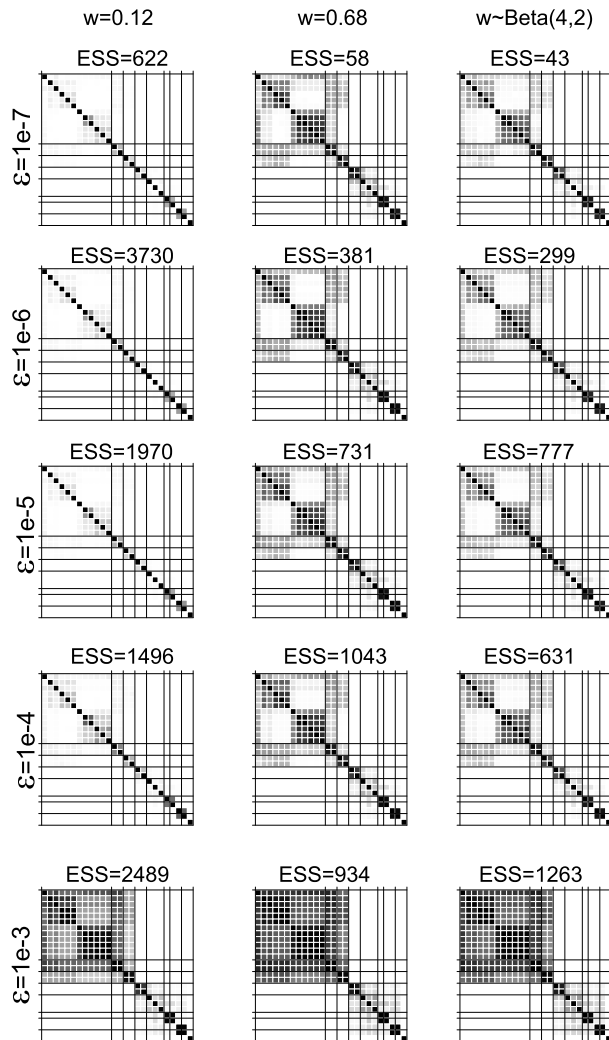 w=0.12 w=0.68 w~Beta(4,2)
ESS=622 ESS=58 ESS=43
ε=1e-7
ESS=3730 ESS=381 ESS=299
ε=1e-6
ESS=1970 ESS=731 ESS=777
ε=1e-5
ESS=1496 ESS=1043 ESS=631
ε=1e-4
ESS=2489 ESS=934 ESS=1263
ε=1e-3